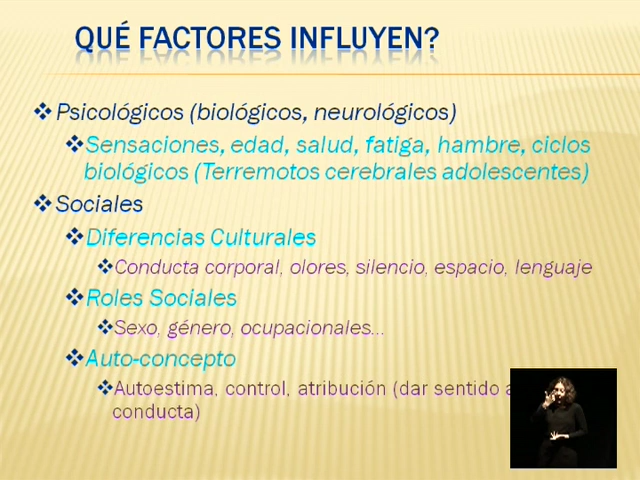 QUÉ FACTORES INFLUYEN?
Psicológicos (biológicos, neurológicos)
Sensaciones, edad, salud, fatiga, hambre, ciclos
biológicos (Terremotos cerebrales adolescentes)
Sociales
Diferencias Culturales
Conducta corporal, olores, silencio, espacio, lenguaje
Roles Sociales
Sexo, género, ocupacionales...
Auto-concepto
Autoestima, control, atribución (dar sentido a
conducta)